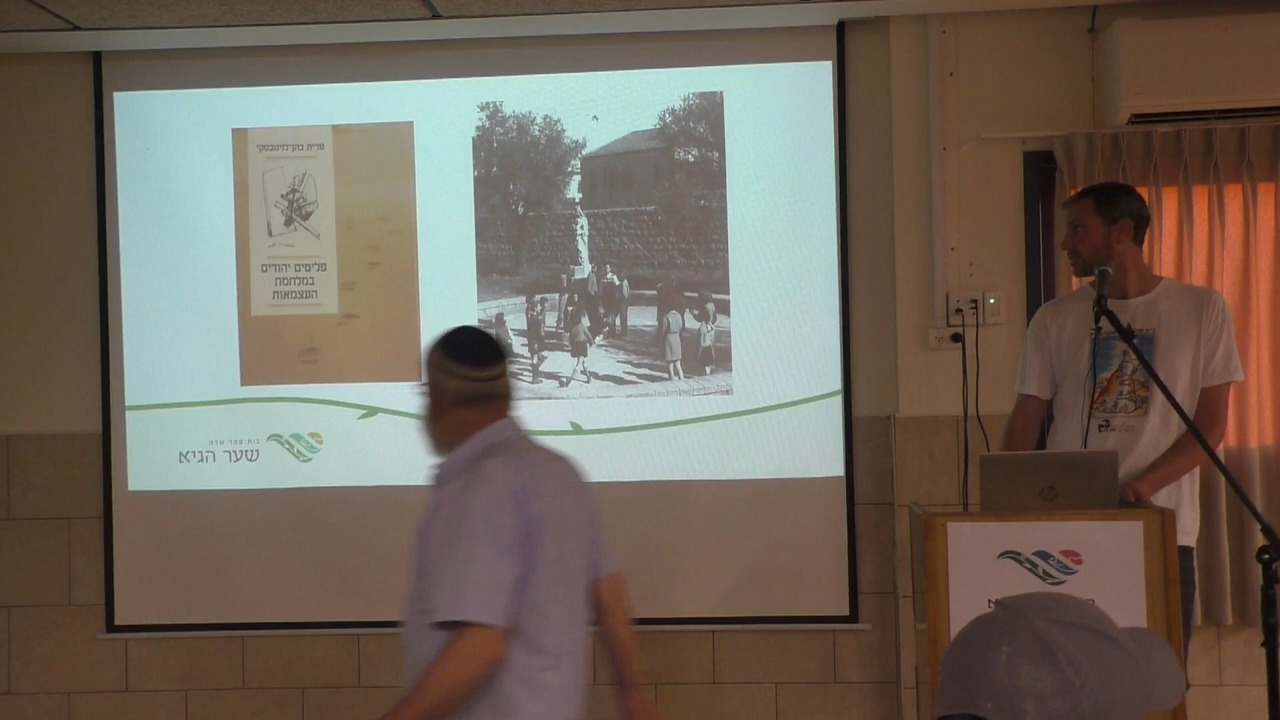 נורית כהן-לוינובסקי
פליטים יהודים
במלחמת
העצמאות
בית ספר שדה
שער הגיא